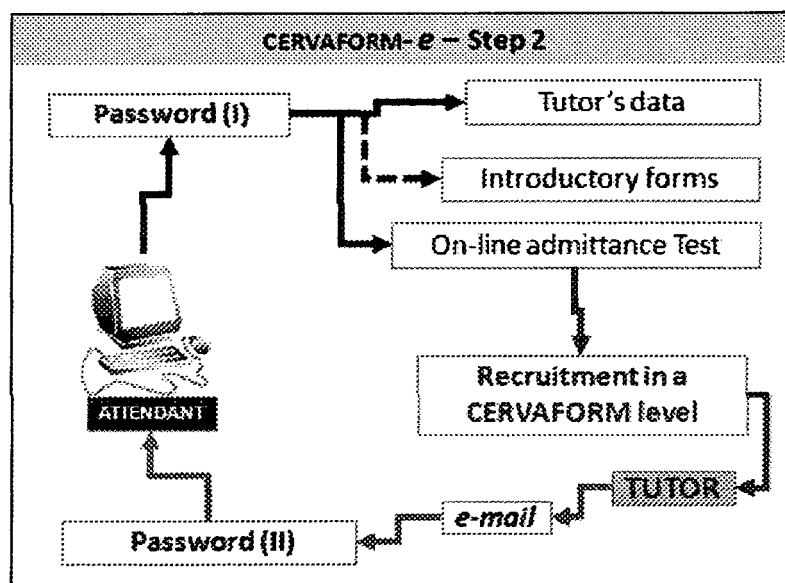 CERVAFORM-e – Step 2
Password (I)
Tutor's data
Introductory forms
On-line admittance Test
ATTENDANT
Recruitment in a
CERVAFORM level
TUTOR
e-mail
Password (II)